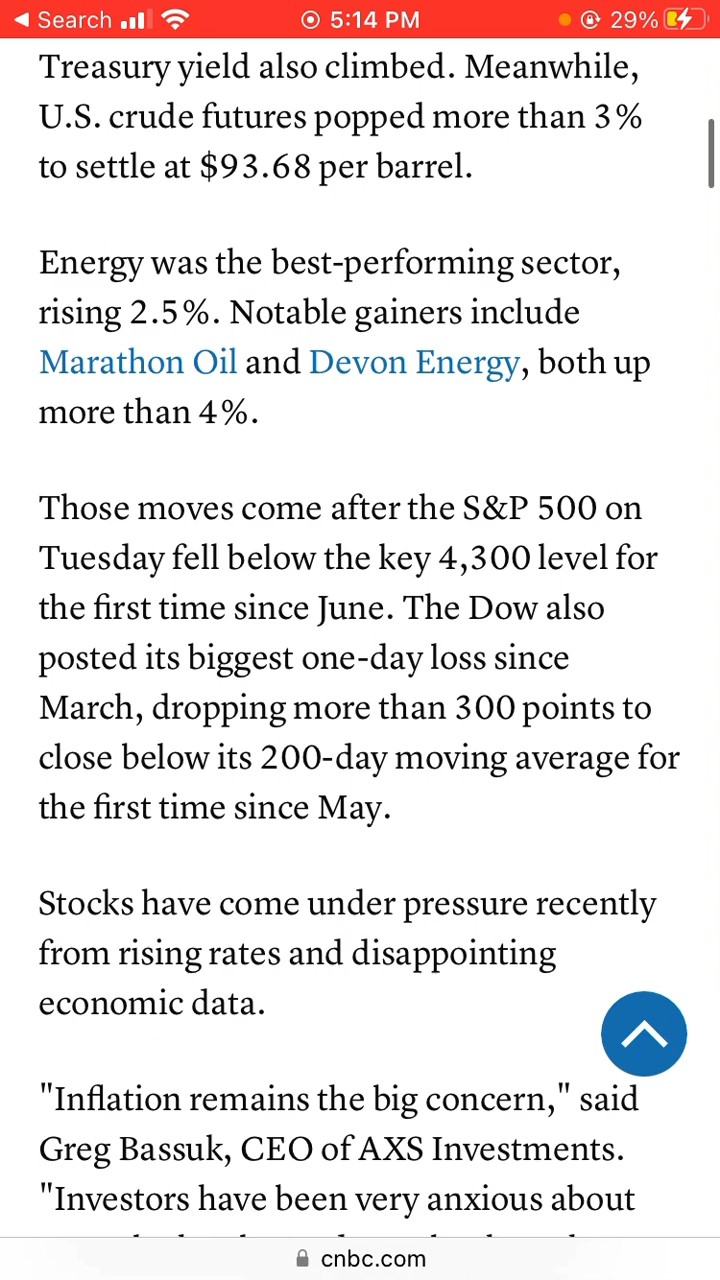 Search 5:14 PM 29%
Treasury yield also climbed. Meanwhile,
U.S. crude futures popped more than 3%
to settle at $93.68 per barrel.
Energy was the best-performing sector,
rising 2.5%. Notable gainers include
Marathon Oil and Devon Energy, both up
more than 4%.
Those moves come after the S&P 500 on
Tuesday fell below the key 4,300 level for
the first time since June. The Dow also
posted its biggest one-day loss since
March, dropping more than 300 points to
close below its 200-day moving average for
the first time since May.
Stocks have come under pressure recently
from rising rates and disappointing
economic data.
"Inflation remains the big concern," said
Greg Bassuk, CEO of AXS Investments.
"Investors have been very anxious about
cnbc.com